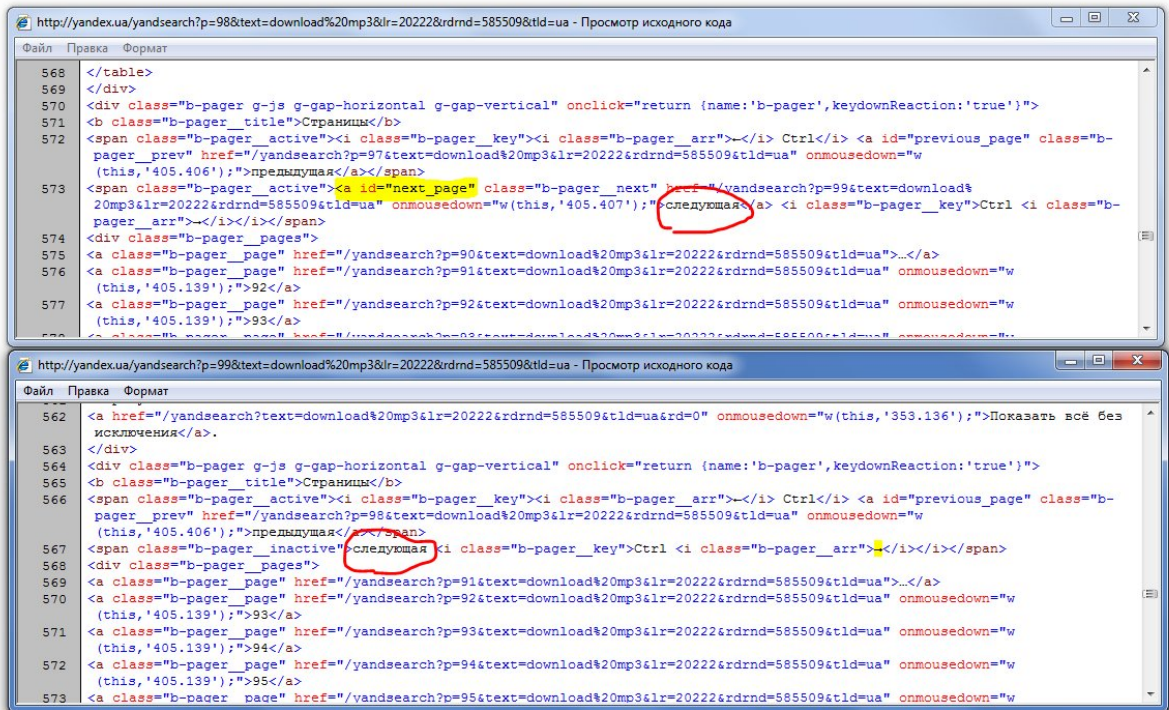 http://yandex.ua/yandsearch?p=98&text=download%20mp3&lr=20222&rdrnd=585509&tld=ua - Просмотр исходного кода
Файл Правка Формат
568 </table>
569 </div>
570 <div class="b-pager g-js g-gap-horizontal g-gap-vertical" onclick="return {name:'b-pager',keydownReaction:'true'}">
571 <b class="b-pager__title">Страницы</b>
572 <span class="b-pager__active"><i class="b-pager__key"><i class="b-pager__arr">←</i> Ctrl</i> <a id="previous_page" class="b-
pager__prev" href="/yandsearch?p=97&text=download%20mp3&lr=20222&rdrnd=585509&tld=ua" onmousedown="w
(this,'405.406');">предыдущая</a></span>
573 <span class="b-pager__active"><a id="next_page" class="b-pager__next" href="/yandsearch?p=99&text=download%
20mp3&lr=20222&rdrnd=585509&tld=ua" onmousedown="w(this,'405.407');">следующая</a> <i class="b-pager__key">Ctrl <i class="b-
pager__arr">→</i></i></span>
574 <div class="b-pager__pages">
575 <a class="b-pager__page" href="/yandsearch?p=90&text=download%20mp3&lr=20222&rdrnd=585509&tld=ua">…</a>
576 <a class="b-pager__page" href="/yandsearch?p=91&text=download%20mp3&lr=20222&rdrnd=585509&tld=ua" onmousedown="w
(this,'405.139');">92</a>
577 <a class="b-pager__page" href="/yandsearch?p=92&text=download%20mp3&lr=20222&rdrnd=585509&tld=ua" onmousedown="w
(this,'405.139');">93</a>
http://yandex.ua/yandsearch?p=99&text=download%20mp3&lr=20222&rdrnd=585509&tld=ua - Просмотр исходного кода
Файл Правка Формат
562 <a href="/yandsearch?text=download%20mp3&lr=20222&rdrnd=585509&tld=ua&rd=0" onmousedown="w(this,'353.136');">Показать всё без
исключения</a>.
563 </div>
564 <div class="b-pager g-js g-gap-horizontal g-gap-vertical" onclick="return {name:'b-pager',keydownReaction:'true'}">
565 <b class="b-pager__title">Страницы</b>
566 <span class="b-pager__active"><i class="b-pager__key"><i class="b-pager__arr">←</i> Ctrl</i> <a id="previous_page" class="b-
pager__prev" href="/yandsearch?p=98&text=download%20mp3&lr=20222&rdrnd=585509&tld=ua" onmousedown="w
(this,'405.406');">предыдущая</a></span>
567 <span class="b-pager__inactive">следующая <i class="b-pager__key">Ctrl <i class="b-pager__arr">→</i></i></span>
568 <div class="b-pager__pages">
569 <a class="b-pager__page" href="/yandsearch?p=91&text=download%20mp3&lr=20222&rdrnd=585509&tld=ua">…</a>
570 <a class="b-pager__page" href="/yandsearch?p=92&text=download%20mp3&lr=20222&rdrnd=585509&tld=ua" onmousedown="w
(this,'405.139');">93</a>
571 <a class="b-pager__page" href="/yandsearch?p=93&text=download%20mp3&lr=20222&rdrnd=585509&tld=ua" onmousedown="w
(this,'405.139');">94</a>
572 <a class="b-pager__page" href="/yandsearch?p=94&text=download%20mp3&lr=20222&rdrnd=585509&tld=ua" onmousedown="w
(this,'405.139');">95</a>
573 <a class="b-pager__page" href="/yandsearch?p=95&text=download%20mp3&lr=20222&rdrnd=585509&tld=ua" onmousedown="w